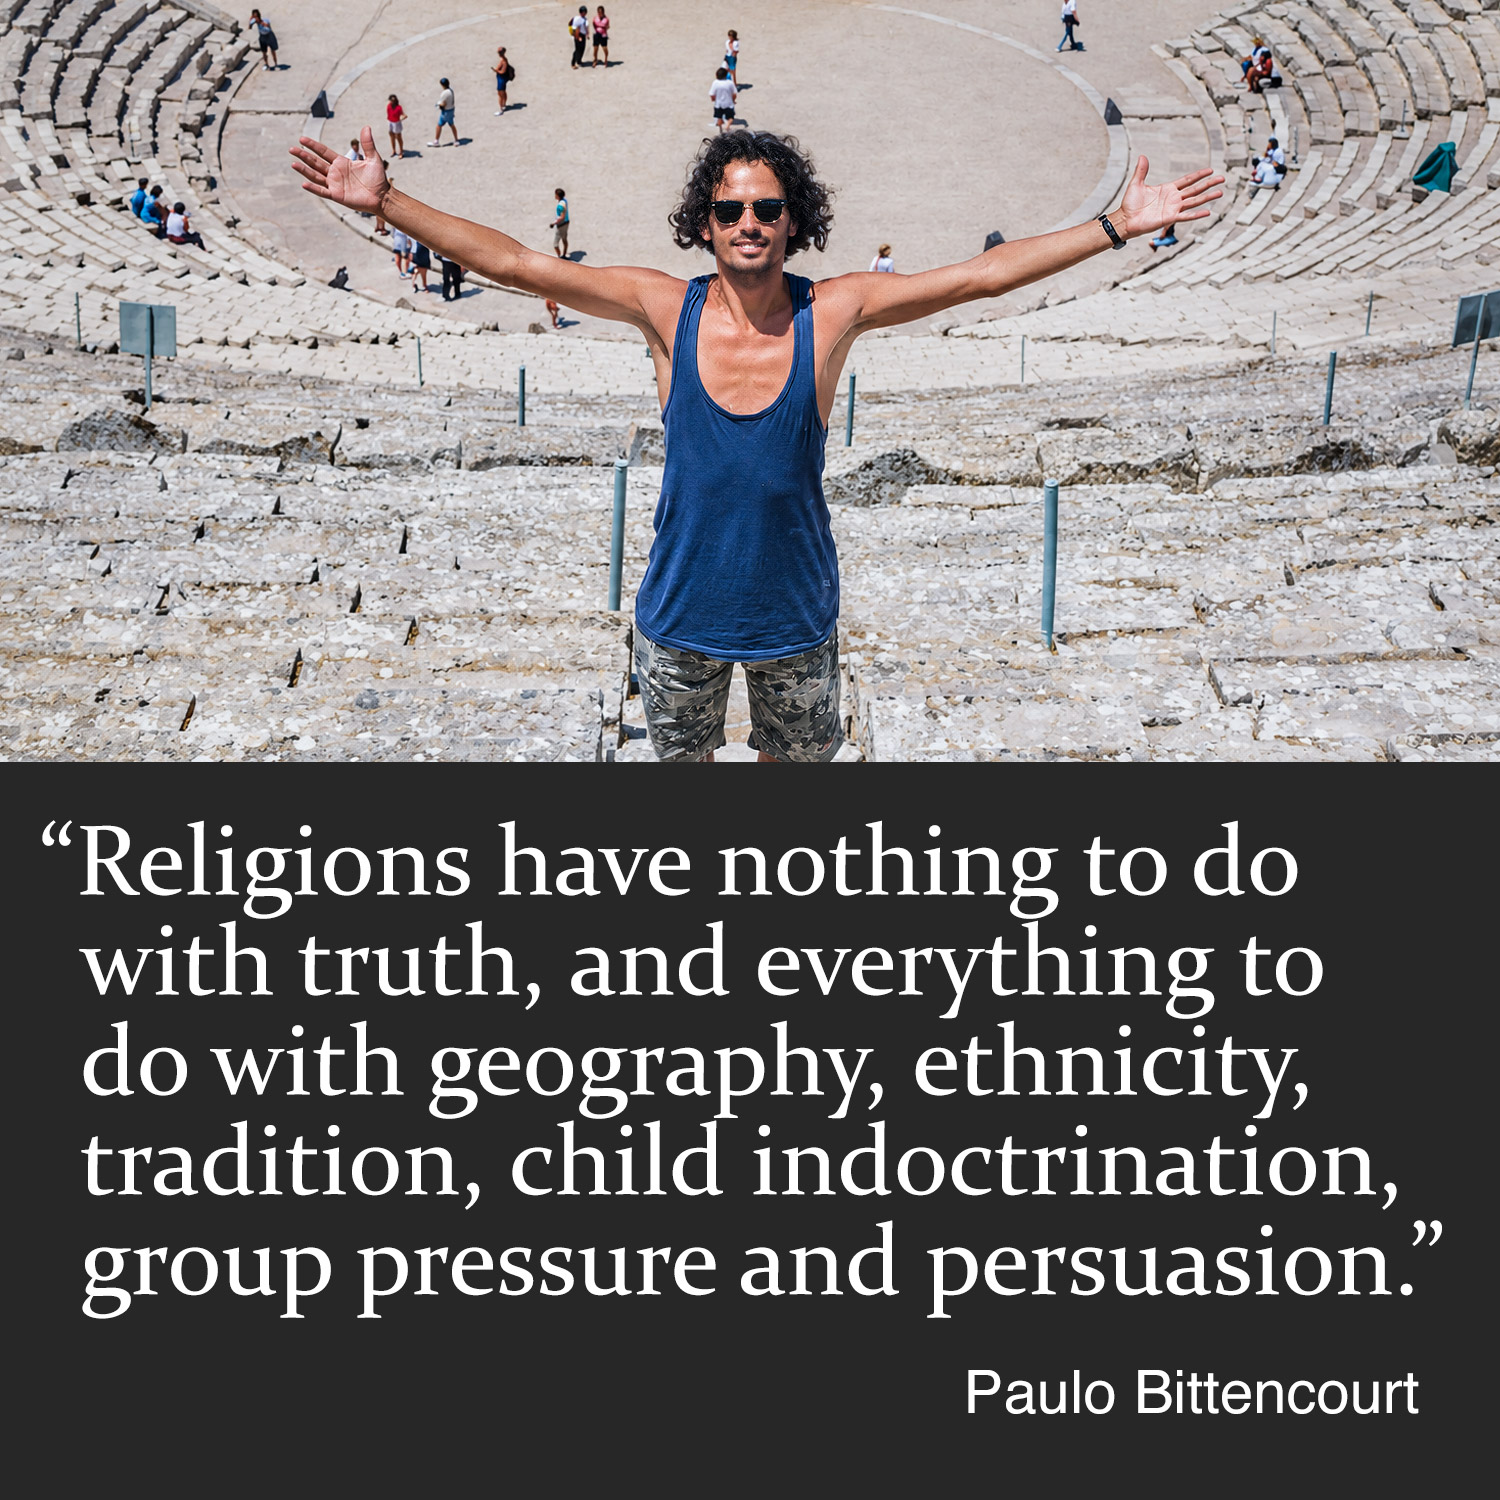 “Religions have nothing to do
with truth, and everything to
do with geography, ethnicity,
tradition, child indoctrination,
group pressure and persuasion.”
Paulo Bittencourt